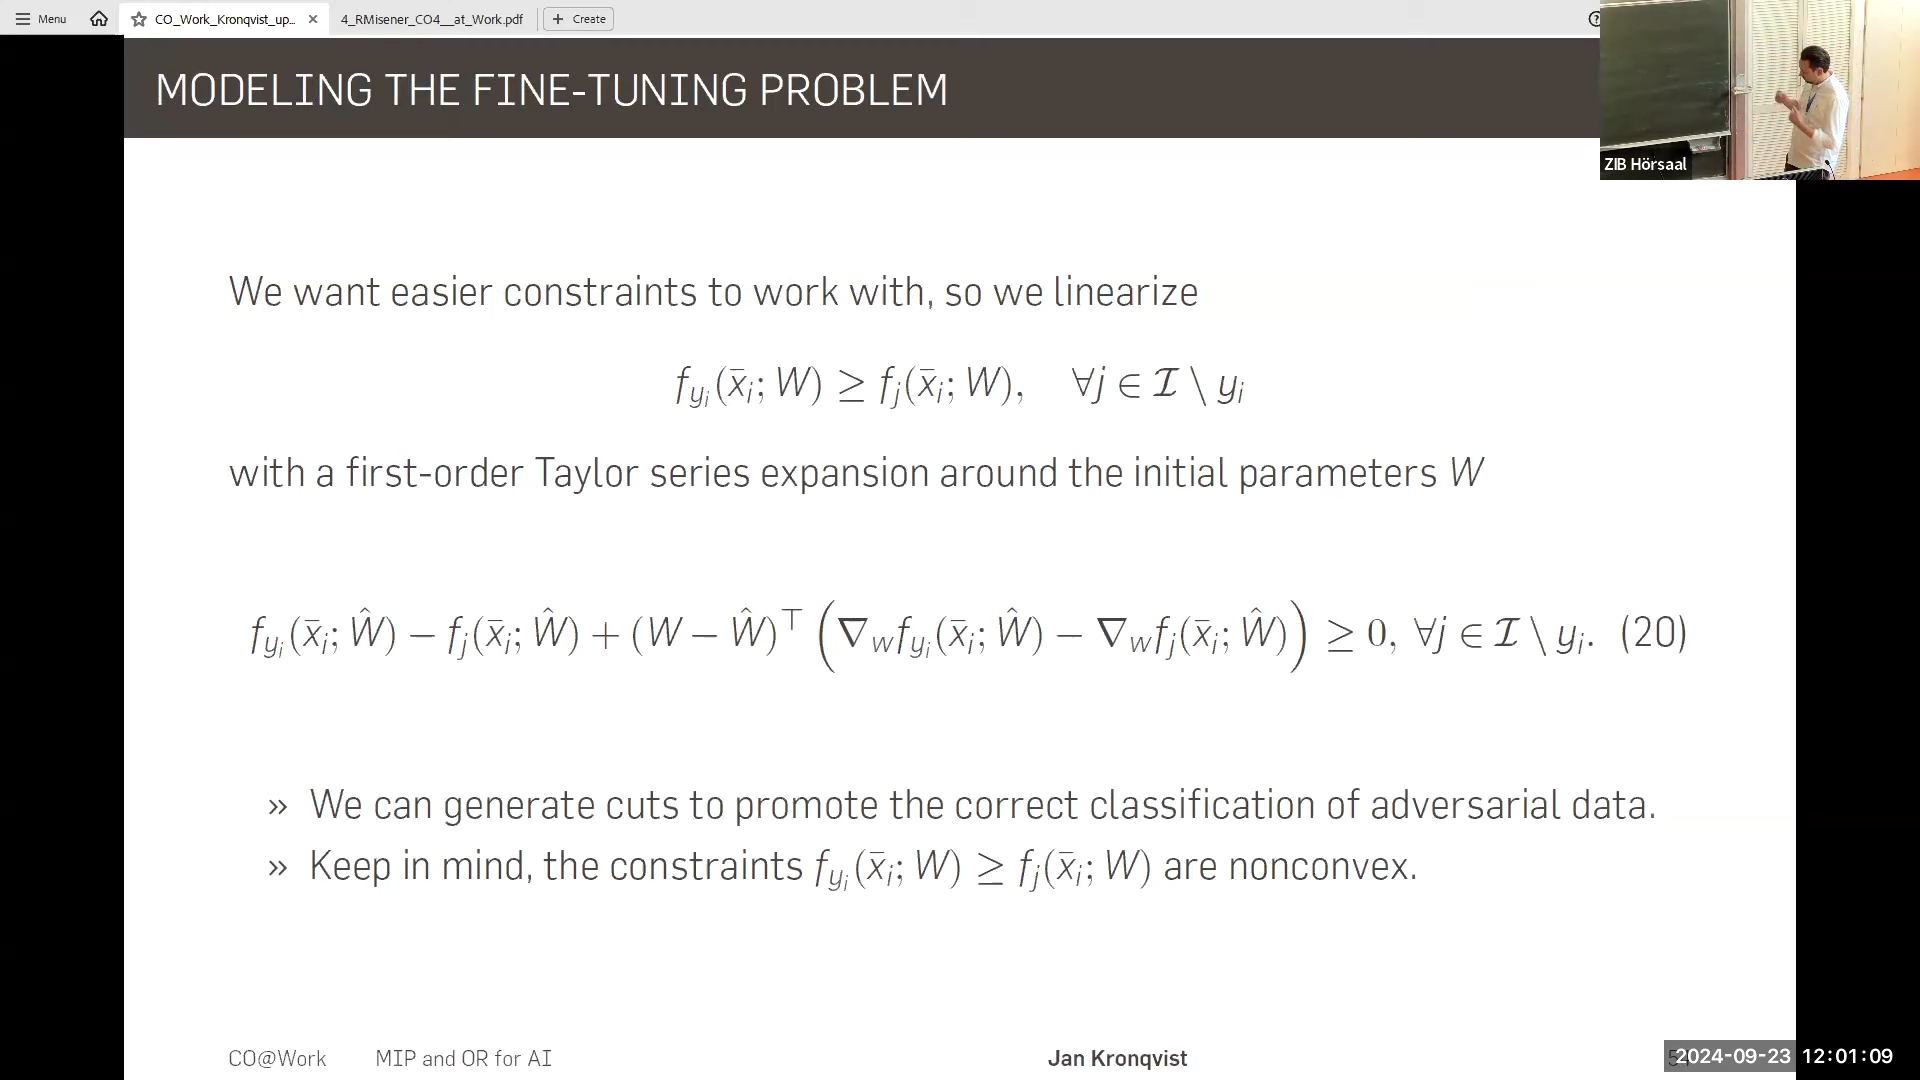 Menu
CO_Work_Kronqvist_up...
4_RMisener_CO4__at_Work.pdf
+ Create
MODELING THE FINE-TUNING PROBLEM
ZIB Hörsaal
We want easier constraints to work with, so we linearize
f_{y_i}(x̄_i; W) ≥ f_j(x̄_i; W), ∀j ∈ ℐ \ y_i
with a first-order Taylor series expansion around the initial parameters W
f_{y_i}(x̄_i; Ŵ) − f_j(x̄_i; Ŵ) + (W − Ŵ)^⊤ (∇_W f_{y_i}(x̄_i; Ŵ) − ∇_W f_j(x̄_i; Ŵ)) ≥ 0, ∀j ∈ ℐ \ y_i. (20)
» We can generate cuts to promote the correct classification of adversarial data.
» Keep in mind, the constraints f_{y_i}(x̄_i; W) ≥ f_j(x̄_i; W) are nonconvex.
CO@Work MIP and OR for AI Jan Kronqvist
2024-09-23 12:01:09